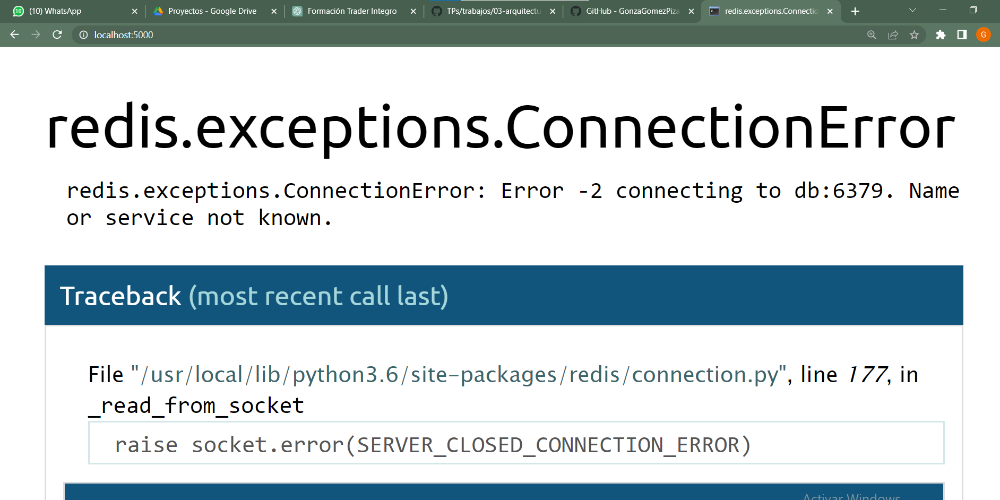 10 (10) WhatsApp Proyectos - Google Drive Formación Trader Integro TPs/trabajos/03-arquitectu GitHub - GonzaGomezPiza redis.exceptions.Connectio
localhost:5000 G
redis.exceptions.ConnectionError
redis.exceptions.ConnectionError: Error -2 connecting to db:6379. Name
or service not known.
Traceback (most recent call last)
File "/usr/local/lib/python3.6/site-packages/redis/connection.py", line 177, in
_read_from_socket
raise socket.error(SERVER_CLOSED_CONNECTION_ERROR)
Activar Windows